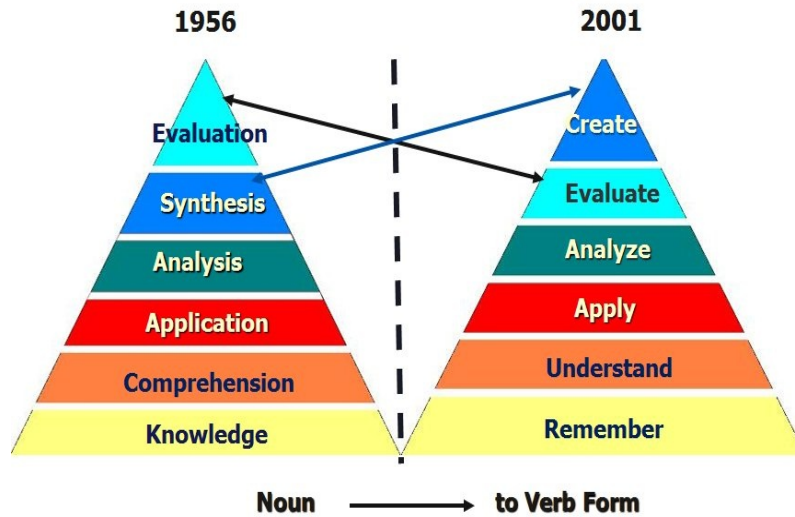 1956
2001
Evaluation
Synthesis
Analysis
Application
Comprehension
Knowledge
Create
Evaluate
Analyze
Apply
Understand
Remember
Noun to Verb Form